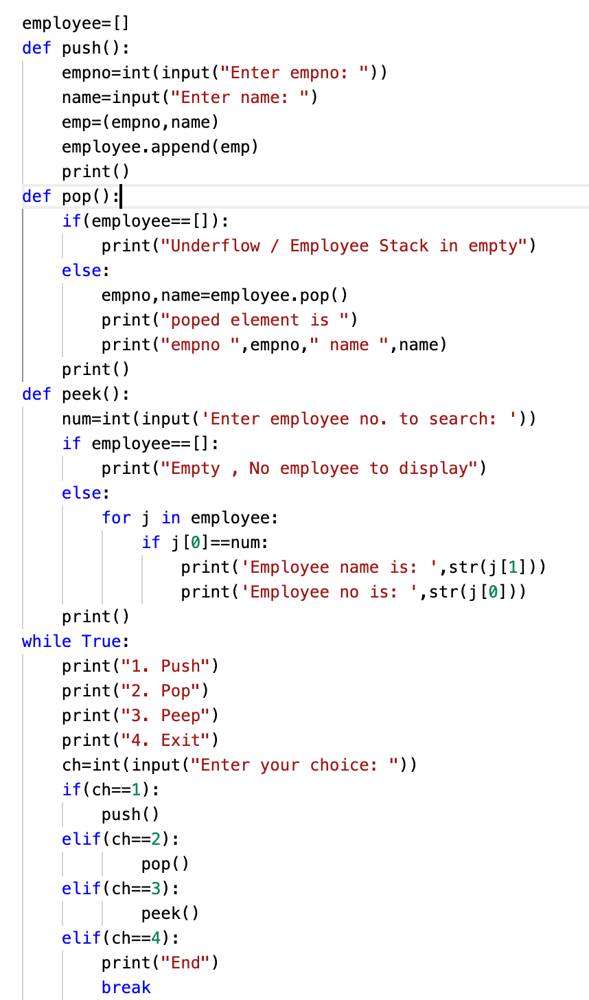 employee=[]
def push():
    empno=int(input("Enter empno: "))
    name=input("Enter name: ")
    emp=(empno,name)
    employee.append(emp)
    print()
def pop():
    if(employee==[]):
        print("Underflow / Employee Stack in empty")
    else:
        empno,name=employee.pop()
        print("poped element is ")
        print("empno ",empno," name ",name)
    print()
def peek():
    num=int(input('Enter employee no. to search: '))
    if employee==[]:
        print("Empty , No employee to display")
    else:
        for j in employee:
            if j[0]==num:
                print('Employee name is: ',str(j[1]))
                print('Employee no is: ',str(j[0]))
    print()
while True:
    print("1. Push")
    print("2. Pop")
    print("3. Peep")
    print("4. Exit")
    ch=int(input("Enter your choice: "))
    if(ch==1):
        push()
    elif(ch==2):
            pop()
    elif(ch==3):
            peek()
    elif(ch==4):
        print("End")
        break